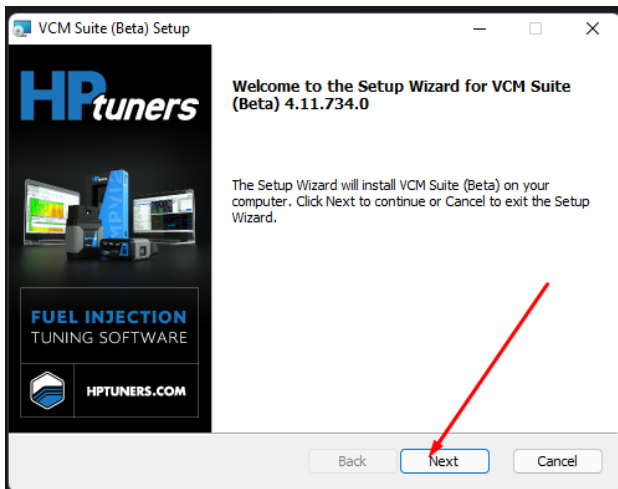 VCM Suite (Beta) Setup
HPtuners
FUEL INJECTION
TUNING SOFTWARE
HPTUNERS.COM
Welcome to the Setup Wizard for VCM Suite
(Beta) 4.11.734.0
The Setup Wizard will install VCM Suite (Beta) on your
computer. Click Next to continue or Cancel to exit the Setup
Wizard.
Back
Next
Cancel